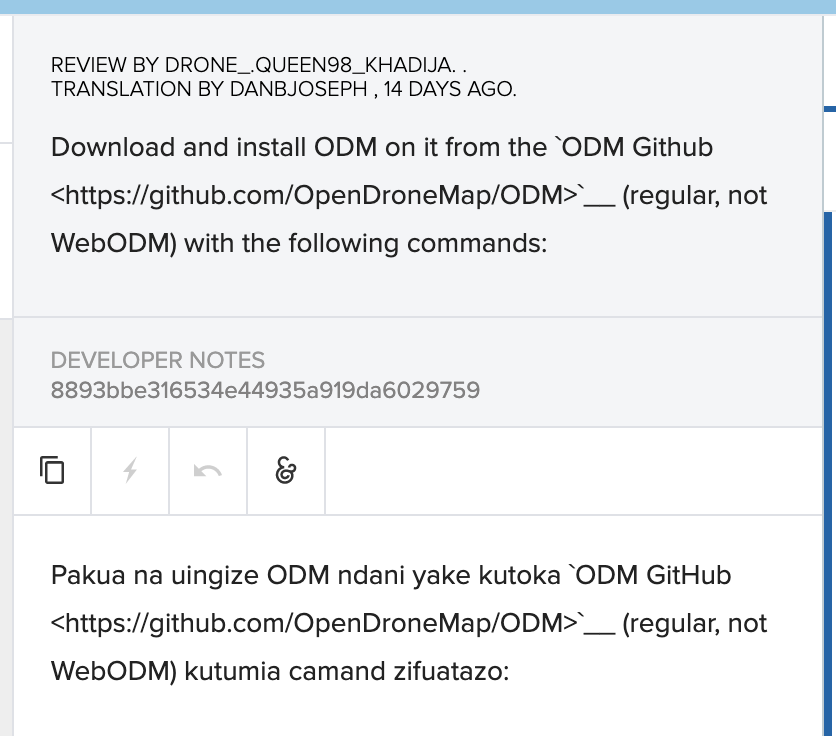 REVIEW BY DRONE_.QUEEN98_KHADIJA. .
TRANSLATION BY DANBJOSEPH , 14 DAYS AGO.
Download and install ODM on it from the `ODM Github
<https://github.com/OpenDroneMap/ODM>`__ (regular, not
WebODM) with the following commands:
DEVELOPER NOTES
8893bbe316534e44935a919da6029759
Pakua na uingize ODM ndani yake kutoka `ODM GitHub
<https://github.com/OpenDroneMap/ODM>`__ (regular, not
WebODM) kutumia camand zifuatazo: